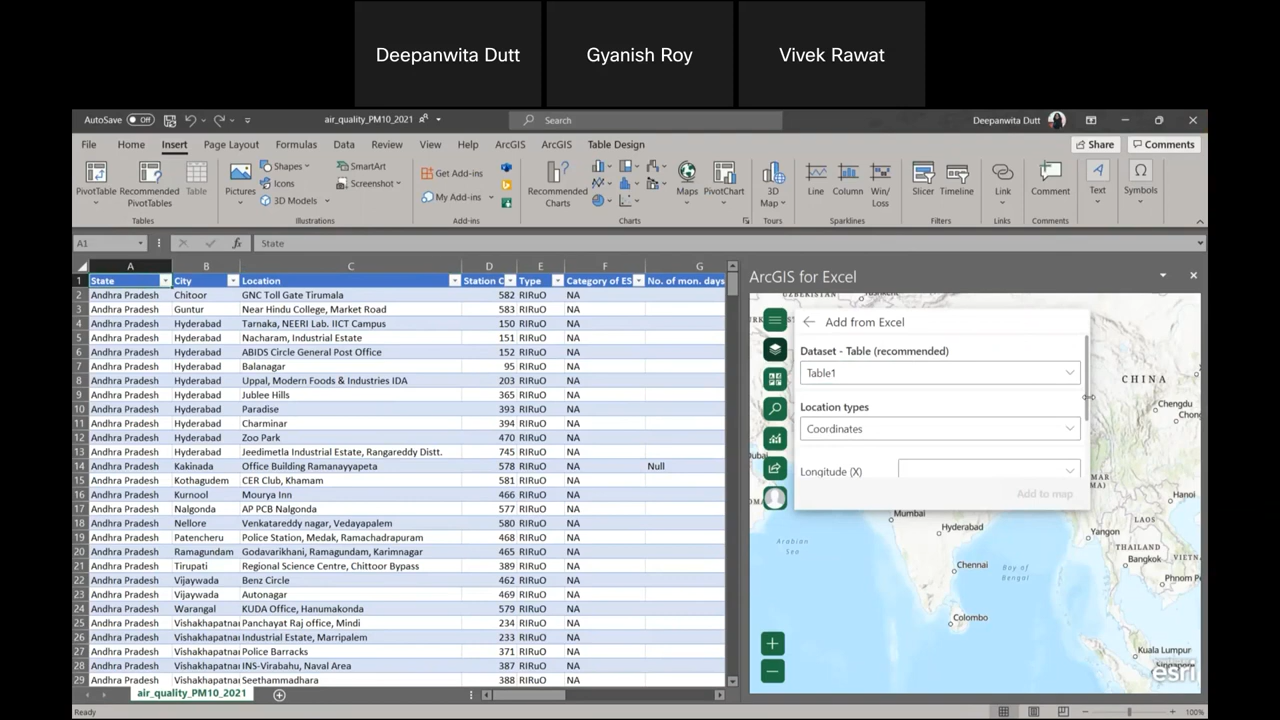 Deepanwita Dutt
Gyanish Roy
Vivek Rawat
AutoSave Off
air_quality_PM10_2021
Search
Deepanwita Dutt
File Home Insert Page Layout Formulas Data Review View Help ArcGIS ArcGIS Table Design
Share Comments
PivotTable Recommended PivotTables Table
Tables
Pictures Shapes Icons 3D Models SmartArt Screenshot
Illustrations
Get Add-ins My Add-ins
Add-ins
Recommended Charts Maps PivotChart
Charts
3D Map
Tours
Line Column Win/Loss
Sparklines
Slicer Timeline
Filters
Link
Links
Comment
Comments
Text
Symbols
A1 fx State
A B C D E F G
1 State City Location Station C Type Category of ES No. of mon. days
2 Andhra Pradesh Chitoor GNC Toll Gate Tirumala 582 RIRuO NA
3 Andhra Pradesh Guntur Near Hindu College, Market Road 583 RIRuO NA
4 Andhra Pradesh Hyderabad Tarnaka, NEERI Lab. IICT Campus 150 RIRuO NA
5 Andhra Pradesh Hyderabad Nacharam, Industrial Estate 151 RIRuO NA
6 Andhra Pradesh Hyderabad ABIDS Circle General Post Office 152 RIRuO NA
7 Andhra Pradesh Hyderabad Balanagar 95 RIRuO NA
8 Andhra Pradesh Hyderabad Uppal, Modern Foods & Industries IDA 203 RIRuO NA
9 Andhra Pradesh Hyderabad Jublee Hills 365 RIRuO NA
10 Andhra Pradesh Hyderabad Paradise 393 RIRuO NA
11 Andhra Pradesh Hyderabad Charminar 394 RIRuO NA
12 Andhra Pradesh Hyderabad Zoo Park 470 RIRuO NA
13 Andhra Pradesh Hyderabad Jeedimetla Industrial Estate, Rangareddy Distt. 745 RIRuO NA
14 Andhra Pradesh Kakinada Office Building Ramanayyapeta 578 RIRuO NA Null
15 Andhra Pradesh Kothagudem CER Club, Khamam 581 RIRuO NA
16 Andhra Pradesh Kurnool Mourya Inn 466 RIRuO NA
17 Andhra Pradesh Nalgonda AP PCB Nalgonda 577 RIRuO NA
18 Andhra Pradesh Nellore Venkatareddy nagar, Vedayapalem 580 RIRuO NA
19 Andhra Pradesh Patencheru Police Station, Medak, Ramachadrapuram 468 RIRuO NA
20 Andhra Pradesh Ramagundam Godavarikhani, Ramagundam, Karimnagar 465 RIRuO NA
21 Andhra Pradesh Tirupati Regional Science Centre, Chittoor Bypass 389 RIRuO NA
22 Andhra Pradesh Vijaywada Benz Circle 462 RIRuO NA
23 Andhra Pradesh Vijaywada Autonagar 469 RIRuO NA
24 Andhra Pradesh Warangal KUDA Office, Hanumakonda 579 RIRuO NA
25 Andhra Pradesh Vishakhapatna Panchayat Raj office, Mindi 234 RIRuO NA
26 Andhra Pradesh Vishakhapatna Industrial Estate, Marripalem 233 RIRuO NA
27 Andhra Pradesh Vishakhapatna Police Barracks 371 RIRuO NA
28 Andhra Pradesh Vishakhapatna INS-Virabahu, Naval Area 387 RIRuO NA
29 Andhra Pradesh Vishakhapatna Seethammadhara 388 RIRuO NA
air_quality_PM10_2021
Ready
100%
ArcGIS for Excel
Add from Excel
Dataset - Table (recommended)
Table1
Location types
Coordinates
Longitude (X)
Add to map
UZBEKISTAN
CHINA
Chengdu
Chong
Hanoi
Mumbai
Hyderabad
Yangon
LAOS
Arabian Sea
THAILAND
VIETN
Chennai
Bay of Bengal
Bangkok
Phnom P
Colombo
Kuala Lumpur
Singapore
esri